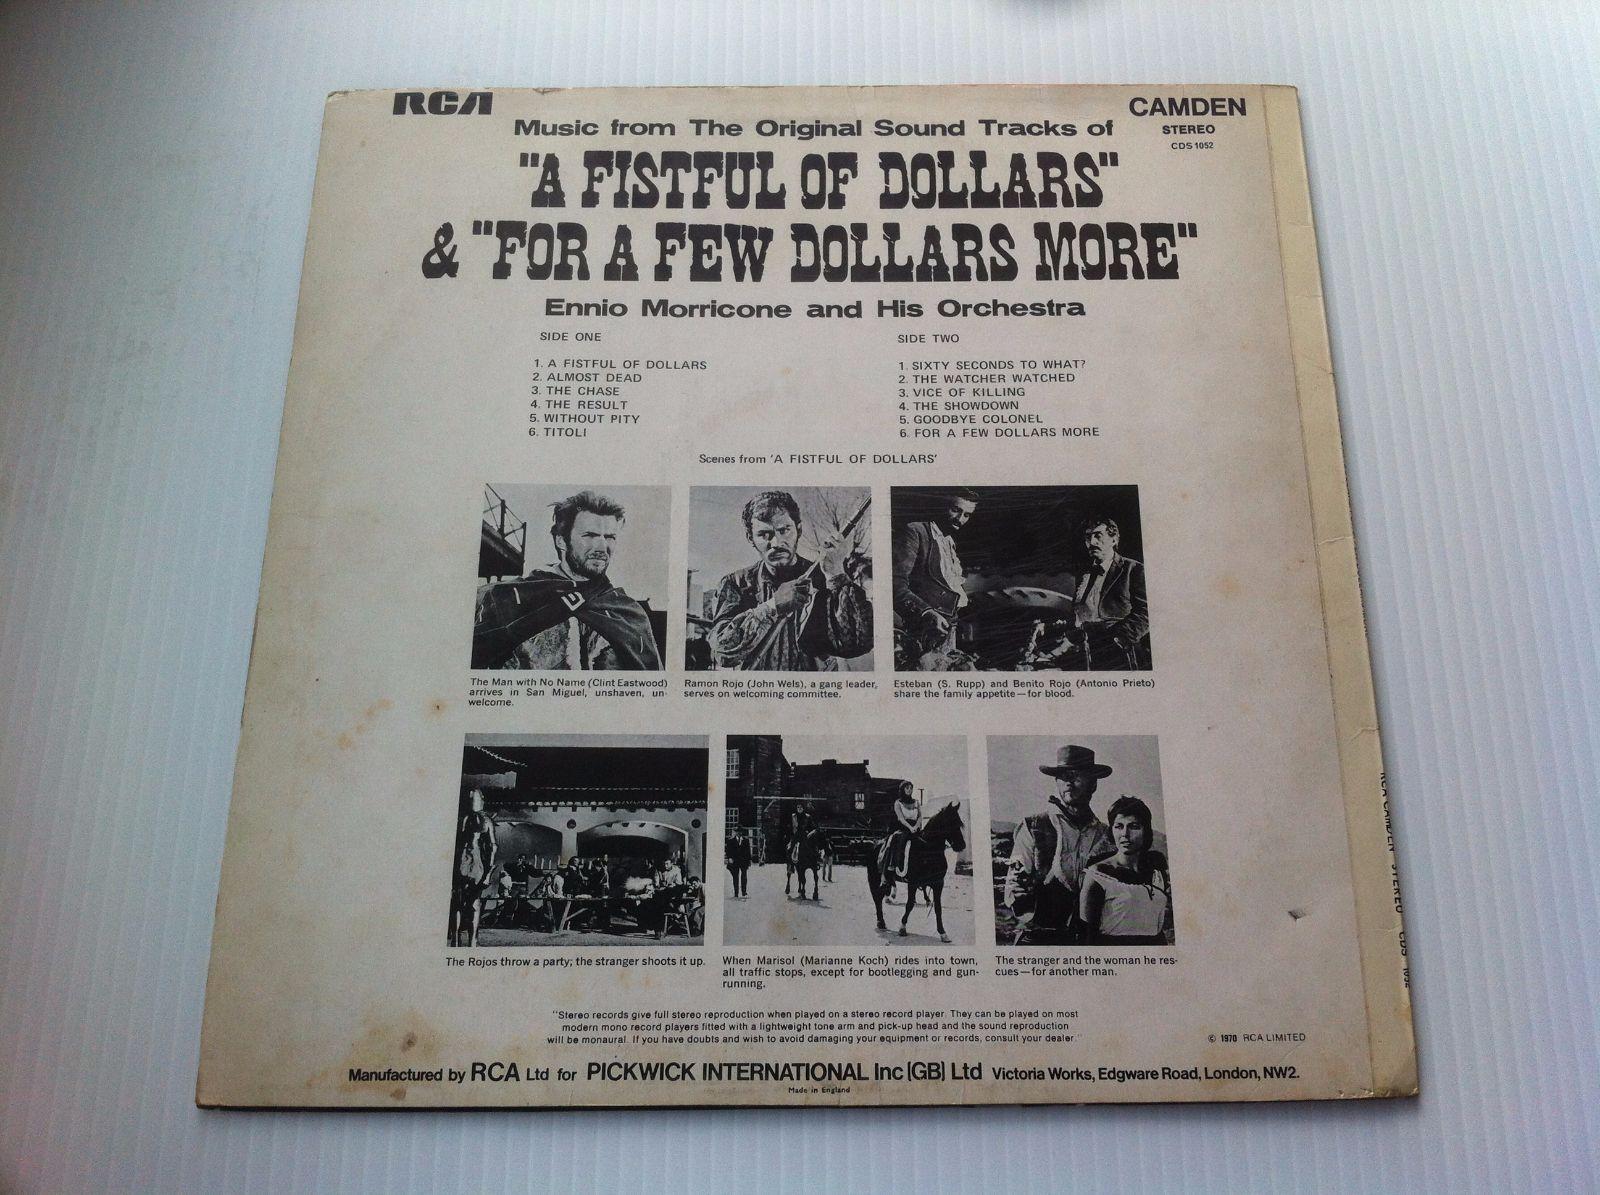 RCA
CAMDEN
STEREO
CDS 1052
Music from The Original Sound Tracks of
"A FISTFUL OF DOLLARS"
& "FOR A FEW DOLLARS MORE"
Ennio Morricone and His Orchestra
SIDE ONE
1. A FISTFUL OF DOLLARS
2. ALMOST DEAD
3. THE CHASE
4. THE RESULT
5. WITHOUT PITY
6. TITOLI
SIDE TWO
1. SIXTY SECONDS TO WHAT?
2. THE WATCHER WATCHED
3. VICE OF KILLING
4. THE SHOWDOWN
5. GOODBYE COLONEL
6. FOR A FEW DOLLARS MORE
Scenes from 'A FISTFUL OF DOLLARS'
The Man with No Name (Clint Eastwood)
arrives in San Miguel, unshaven, un-
welcome.
Ramon Rojo (John Wels), a gang leader,
serves on welcoming committee.
Esteban (S. Rupp) and Benito Rojo (Antonio Prieto)
share the family appetite—for blood.
The Rojos throw a party; the stranger shoots it up.
When Marisol (Marianne Koch) rides into town,
all traffic stops, except for bootlegging and gun-
running.
The stranger and the woman he res-
cues—for another man.
"Stereo records give full stereo reproduction when played on a stereo record player. They can be played on most
modern mono record players fitted with a lightweight tone arm and pick-up head and the sound reproduction
will be monaural. If you have doubts and wish to avoid damaging your equipment or records, consult your dealer."
© 1970 RCA LIMITED
Manufactured by RCA Ltd for PICKWICK INTERNATIONAL Inc (GB) Ltd Victoria Works, Edgware Road, London, NW2.
Made in England
RCA CAMDEN STEREO CDS 1052